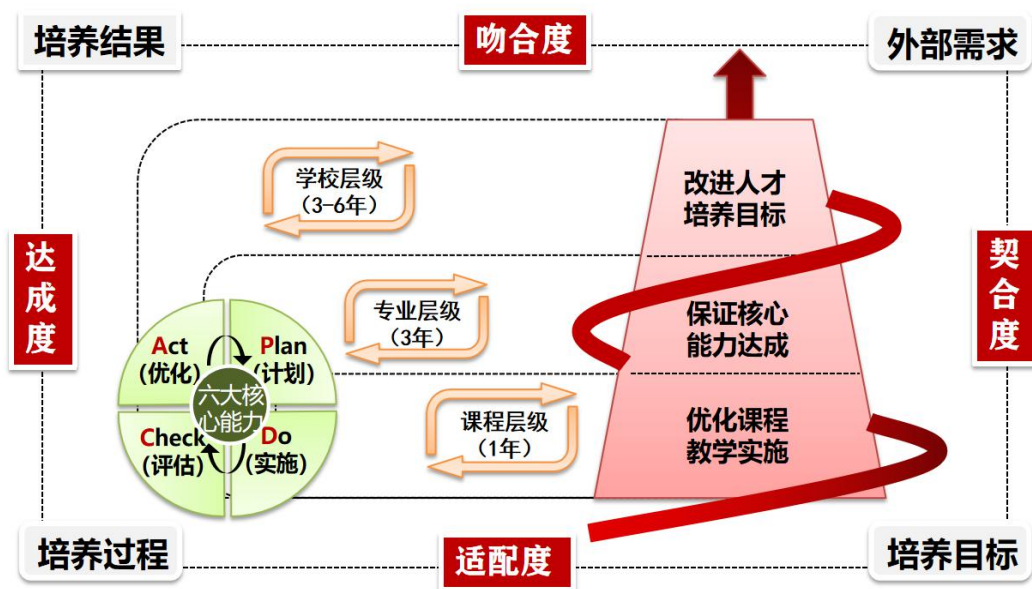 培养结果
吻合度
外部需求
学校层级
（3-6年）
改进人才
培养目标
达成度
契合度
专业层级
（3年）
保证核心
能力达成
Act
(优化)
Plan
(计划)
六大核
心能力
Check
(评估)
Do
(实施)
课程层级
（1年）
优化课程
教学实施
培养过程
适配度
培养目标